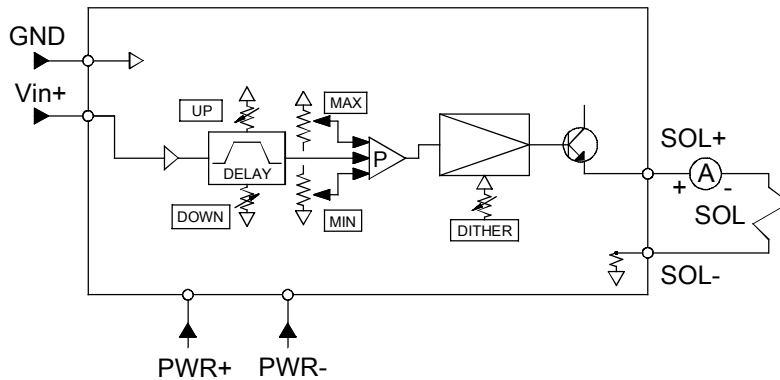 GND
Vin+
UP
DELAY
DOWN
MAX
MIN
P
DITHER
SOL+
A
+ -
SOL
SOL-
PWR+ PWR-